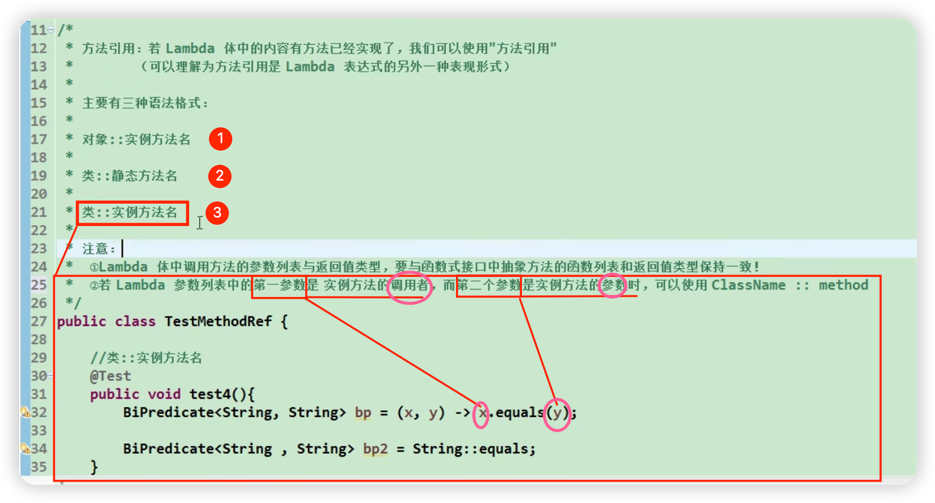 11 /*
12 * 方法引用：若 Lambda 体中的内容有方法已经实现了，我们可以使用"方法引用"
13 * （可以理解为方法引用是 Lambda 表达式的另外一种表现形式）
14 *
15 * 主要有三种语法格式：
16 *
17 * 对象::实例方法名 1
18 *
19 * 类::静态方法名 2
20 *
21 * 类::实例方法名 3
22 *
23 * 注意：
24 * ①Lambda 体中调用方法的参数列表与返回值类型，要与函数式接口中抽象方法的函数列表和返回值类型保持一致！
25 * ②若 Lambda 参数列表中的第一参数是 实例方法的调用者，而第二个参数是实例方法的参数时，可以使用 ClassName :: method
26 */
27 public class TestMethodRef {
28
29 //类::实例方法名
30 @Test
31 public void test4(){
32 BiPredicate<String, String> bp = (x, y) -> x.equals(y);
33
34 BiPredicate<String , String> bp2 = String::equals;
35 }